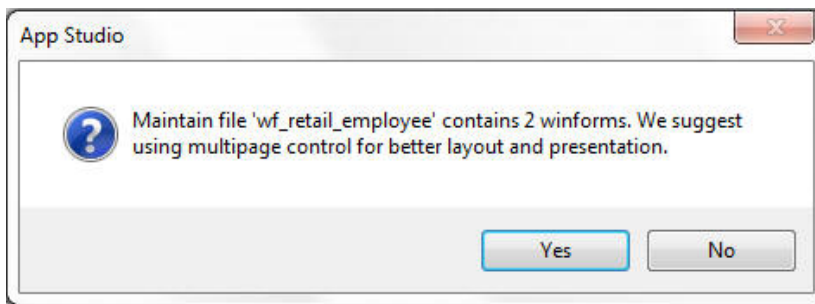 App Studio
Maintain file 'wf_retail_employee' contains 2 winforms. We suggest
using multipage control for better layout and presentation.
Yes
No